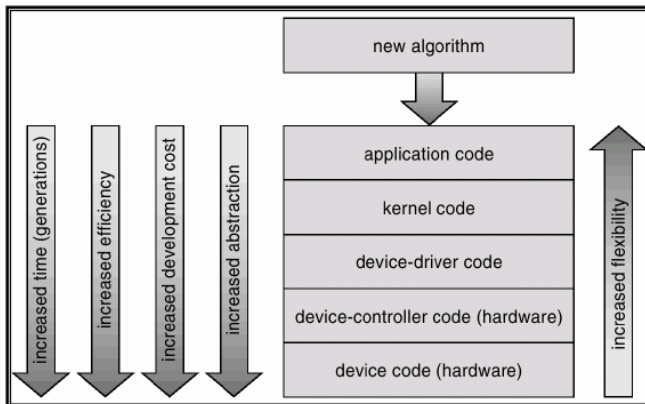 new algorithm
increased time (generations)
increased efficiency
increased development cost
increased abstraction
application code
kernel code
device-driver code
device-controller code (hardware)
device code (hardware)
increased flexibility